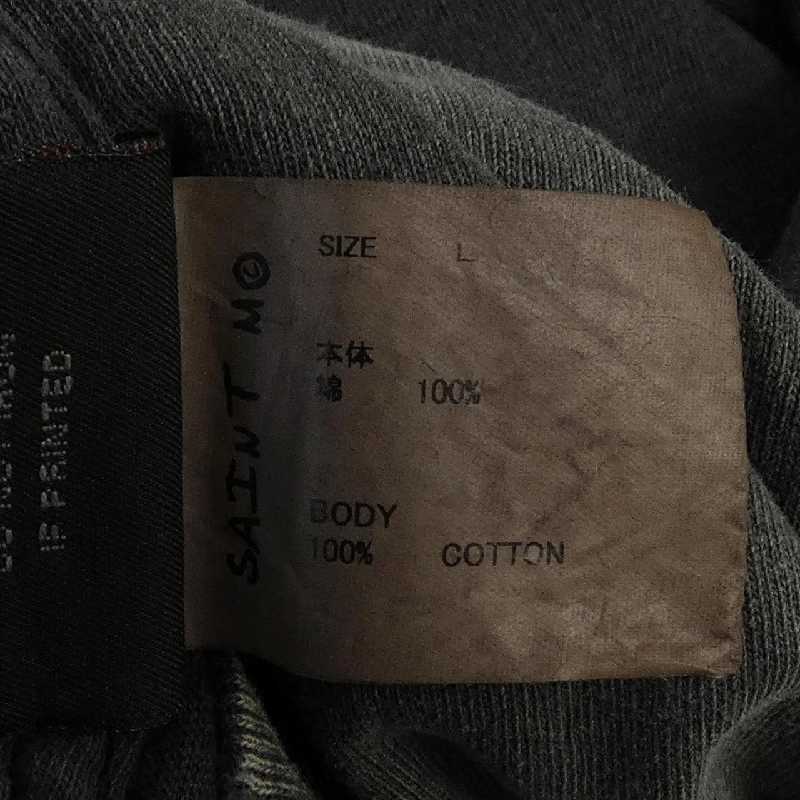 SIZE L
本体
綿 100%
BODY
100% COTTON
SAINT M©
IF PRINTED